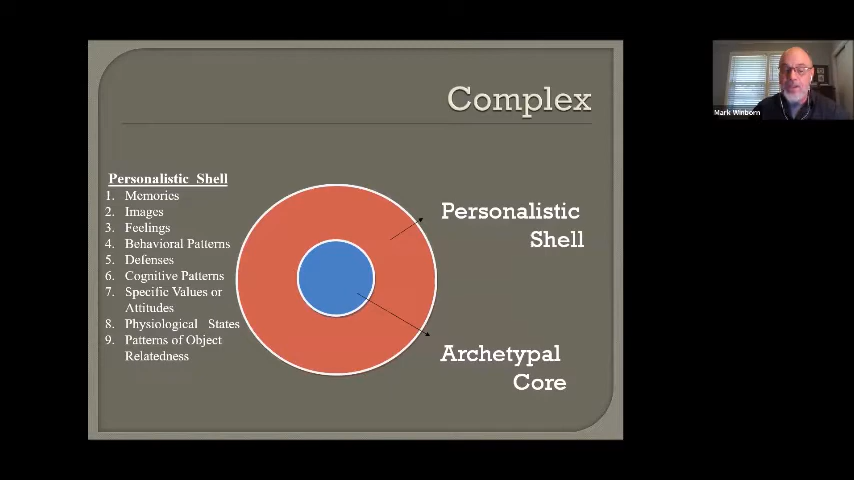 Complex
Personalistic Shell
1. Memories
2. Images
3. Feelings
4. Behavioral Patterns
5. Defenses
6. Cognitive Patterns
7. Specific Values or
Attitudes
8. Physiological States
9. Patterns of Object
Relatedness
Personalistic
Shell
Archetypal
Core
Mark Winborn